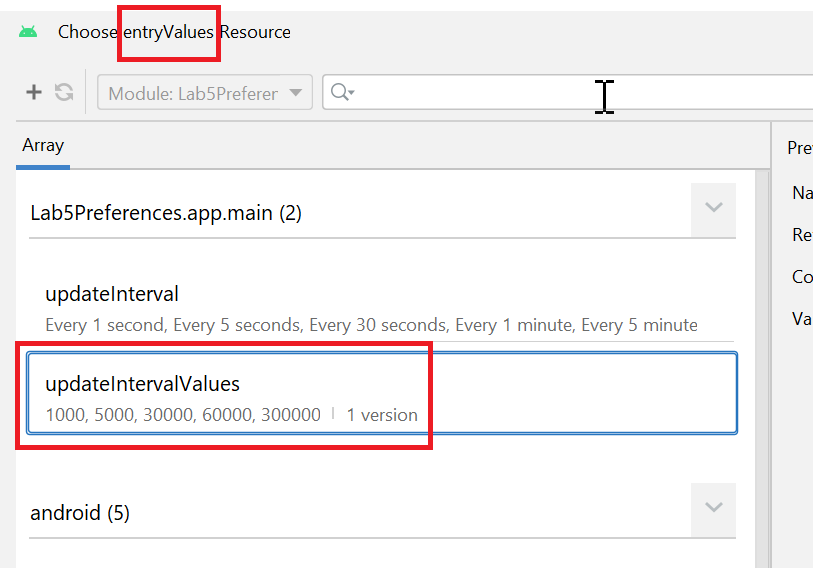 Choose entryValues Resource
Module: Lab5Preferer
Array
Lab5Preferences.app.main (2)
updateInterval
Every 1 second, Every 5 seconds, Every 30 seconds, Every 1 minute, Every 5 minute
updateIntervalValues
1000, 5000, 30000, 60000, 300000 | 1 version
android (5)
Pre
Na
Re
Co
Va